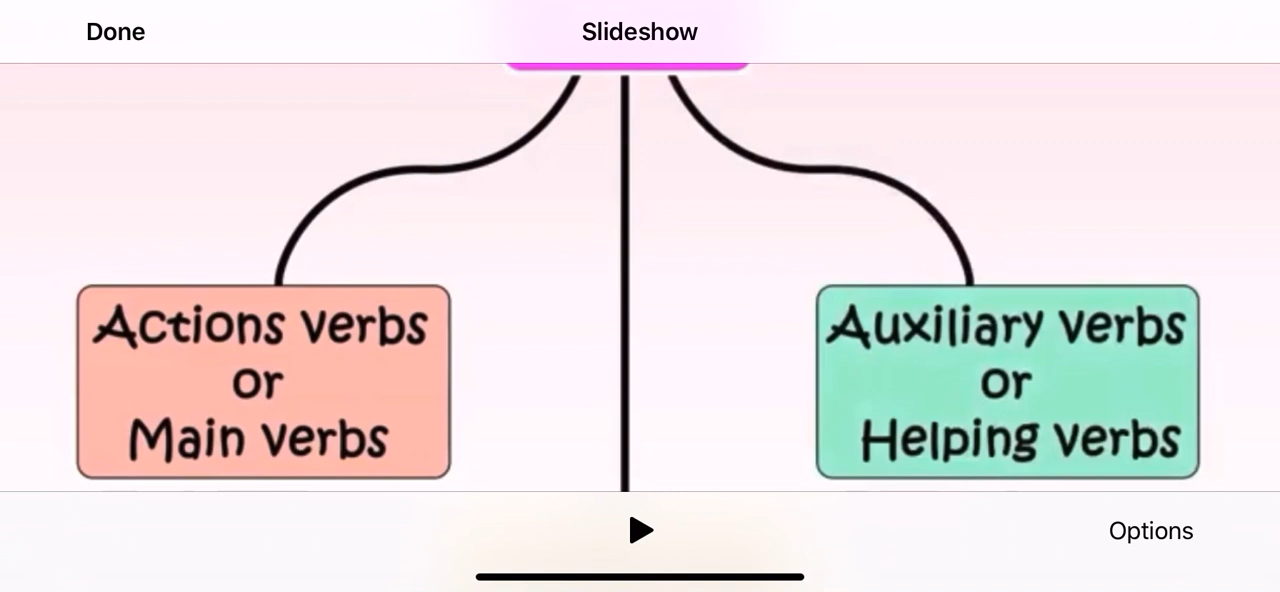 Done
Slideshow
Actions verbs
or
Main verbs
Auxiliary verbs
or
Helping verbs
Options